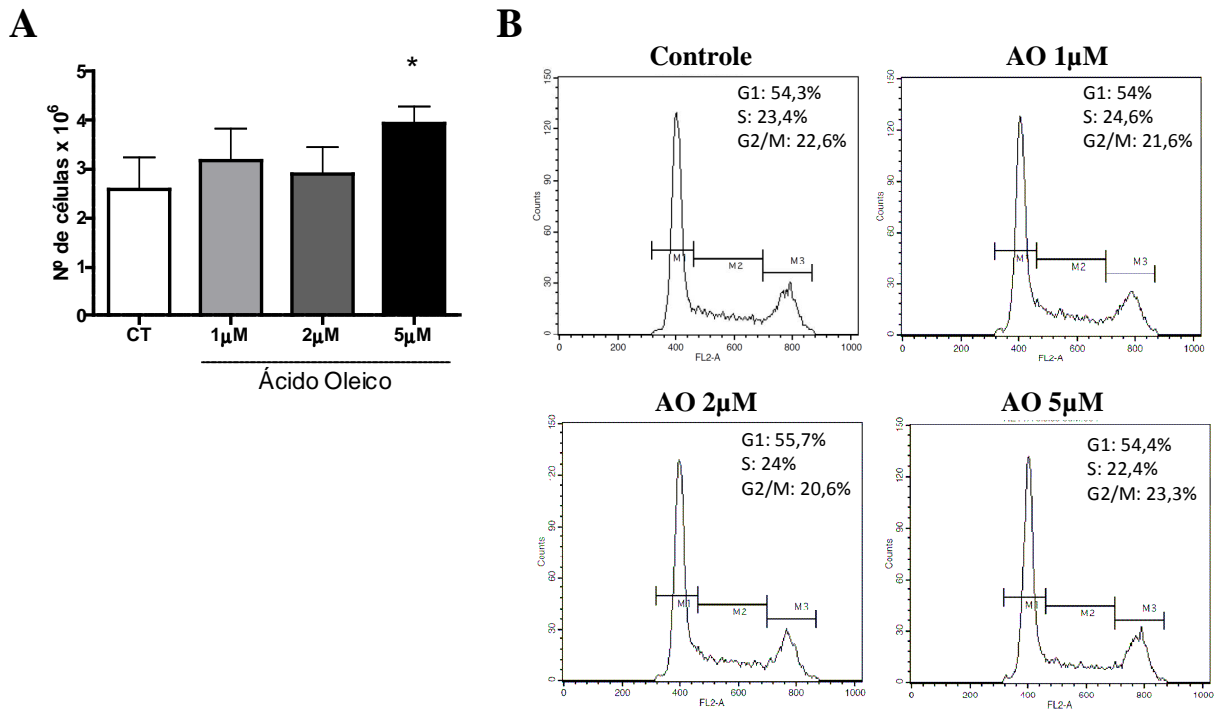 A
Nº de células x 10⁶
5
4
3
2
1
0
*
CT
1µM
2µM
5µM
Ácido Oleico
B
Controle
G1: 54,3%
S: 23,4%
G2/M: 22,6%
Counts
150
120
90
60
30
0
M1
M2
M3
0
200
400
600
800
1000
FL2-A
AO 1µM
G1: 54%
S: 24,6%
G2/M: 21,6%
Counts
150
120
90
60
30
0
M1
M2
M3
0
200
400
600
800
1000
FL2-A
AO 2µM
G1: 55,7%
S: 24%
G2/M: 20,6%
Counts
150
120
90
60
30
0
M1
M2
M3
0
200
400
600
800
1000
FL2-A
AO 5µM
G1: 54,4%
S: 22,4%
G2/M: 23,3%
Counts
150
120
90
60
30
0
M1
M2
M3
0
200
400
600
800
1000
FL2-A